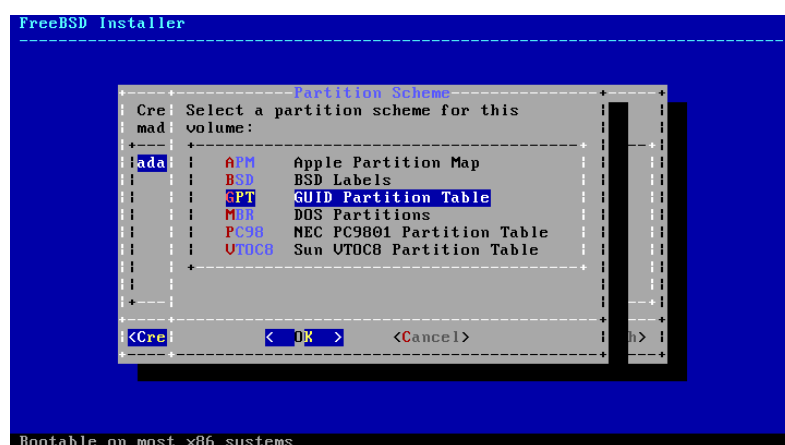 FreeBSD Installer
Partition Scheme
Cre Select a partition scheme for this
mad volume:
ada APM Apple Partition Map
BSD BSD Labels
GPT GUID Partition Table
MBR DOS Partitions
PC98 NEC PC9801 Partition Table
VTOC8 Sun VTOC8 Partition Table
<Cre < OK > <Cancel> h>
Bootable on most x86 systems